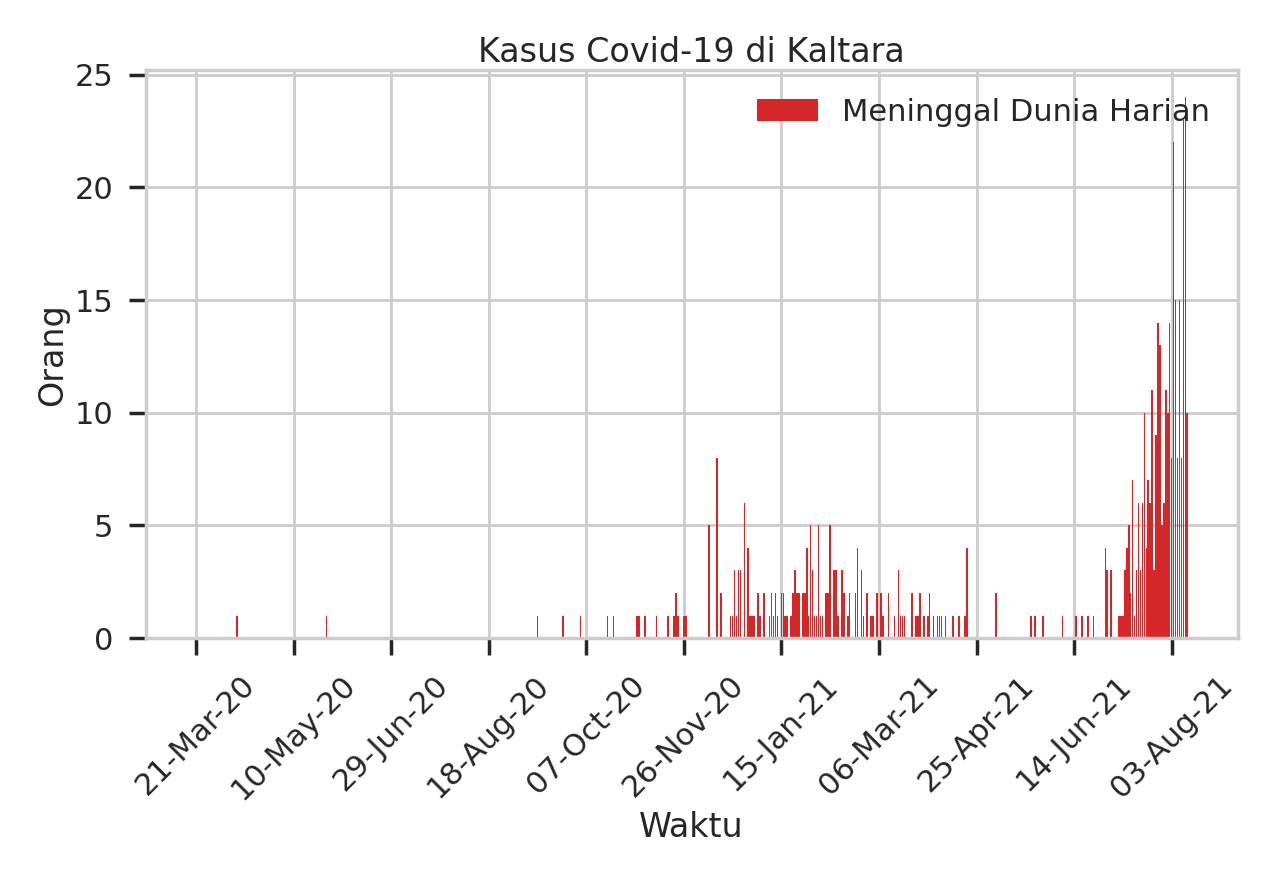 Kasus Covid-19 di Kaltara
Meninggal Dunia Harian
Orang
25
20
15
10
5
0
21-Mar-20
10-May-20
29-Jun-20
18-Aug-20
07-Oct-20
26-Nov-20
15-Jan-21
06-Mar-21
25-Apr-21
14-Jun-21
03-Aug-21
Waktu